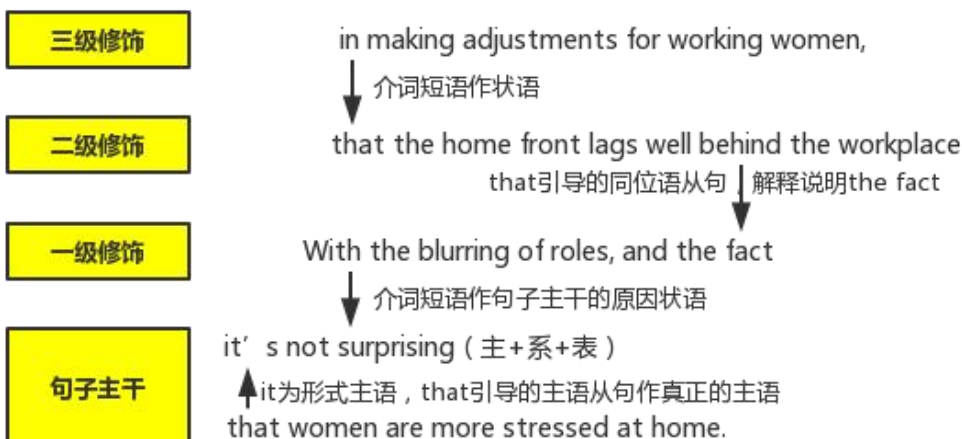 三级修饰
in making adjustments for working women,
介词短语作状语
二级修饰
that the home front lags well behind the workplace
that引导的同位语从句，解释说明the fact
一级修饰
With the blurring of roles, and the fact
介词短语作句子主干的原因状语
句子主干
it’s not surprising（主+系+表）
it为形式主语，that引导的主语从句作真正的主语
that women are more stressed at home.